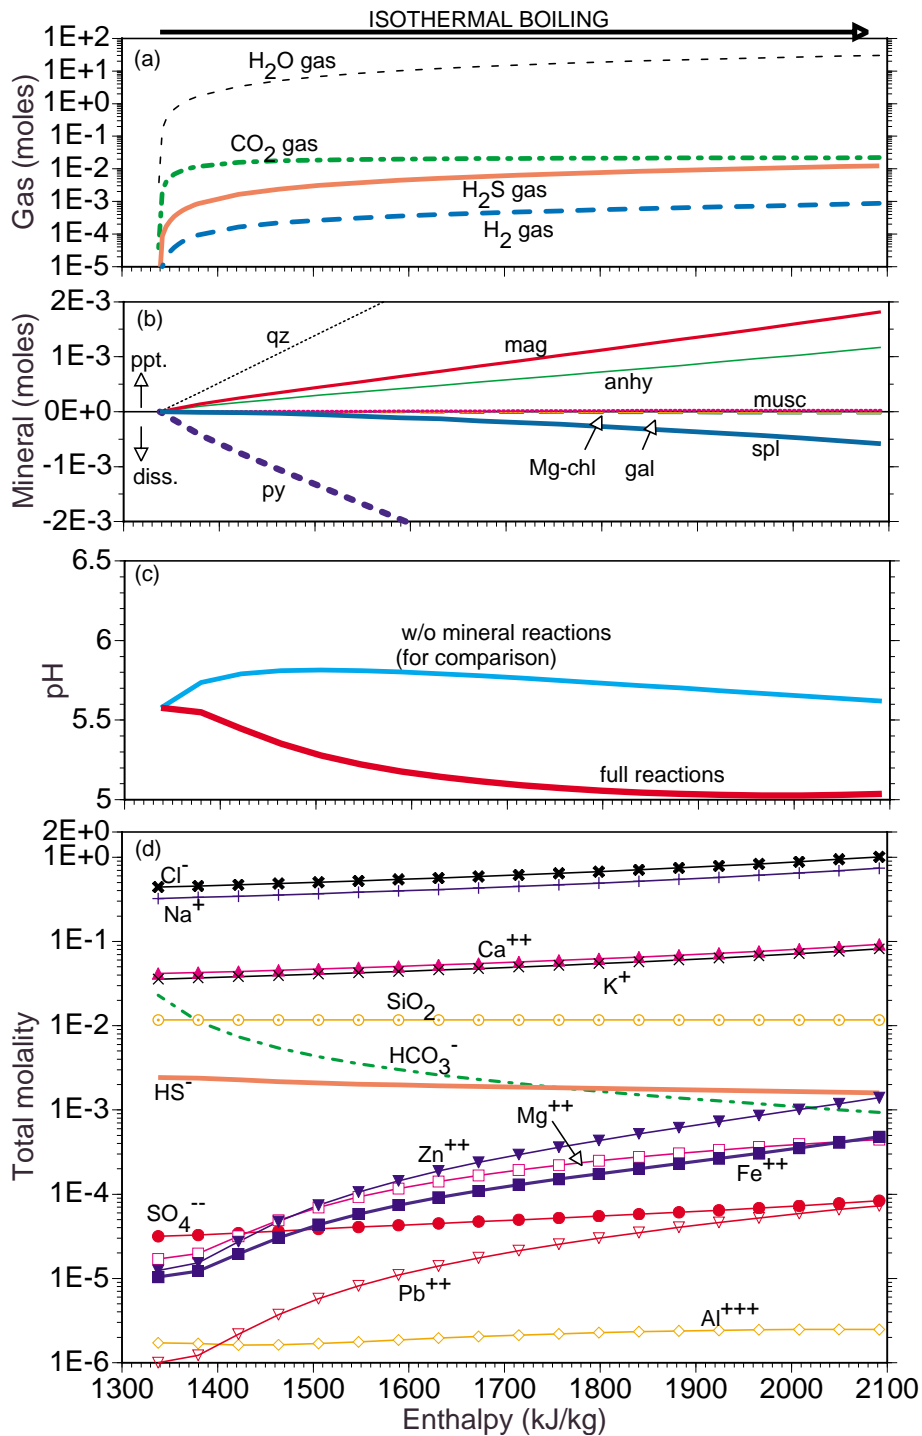 ISOTHERMAL BOILING
(a)
1E+2
1E+1
1E+0
1E-1
1E-2
1E-3
1E-4
1E-5
Gas (moles)
H2O gas
CO2 gas
H2S gas
H2 gas
(b)
2E-3
1E-3
0E+0
-1E-3
-2E-3
Mineral (moles)
ppt.
diss.
qz
mag
anhy
musc
Mg-chl
gal
spl
py
(c)
6.5
6
5.5
5
pH
w/o mineral reactions
(for comparison)
full reactions
(d)
2E+0
1E+0
1E-1
1E-2
1E-3
1E-4
1E-5
1E-6
Total molality
Cl-
Na+
Ca++
K+
SiO2
HCO3-
HS-
Mg++
Zn++
Fe++
SO4--
Pb++
Al+++
1300 1400 1500 1600 1700 1800 1900 2000 2100
Enthalpy (kJ/kg)